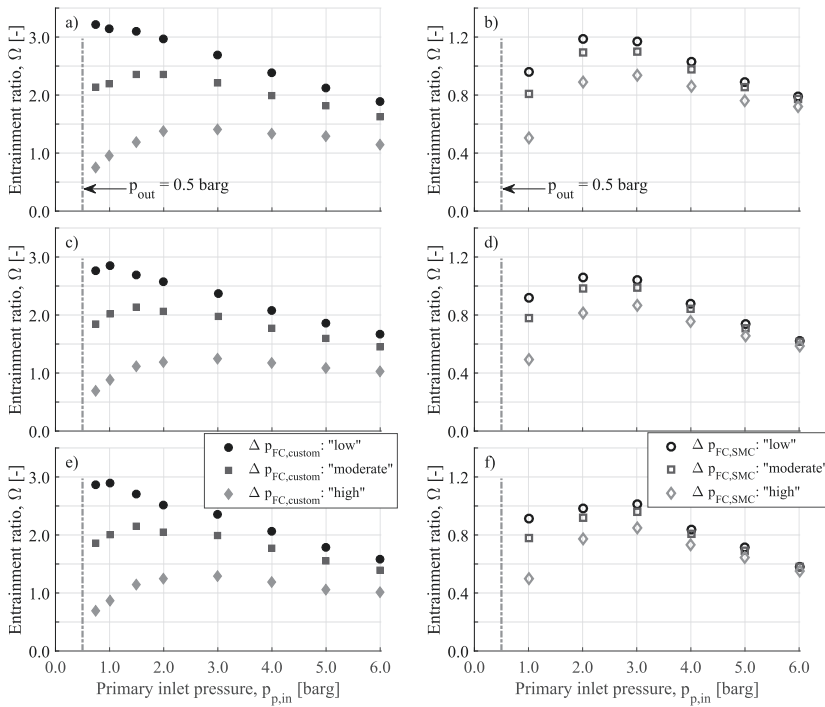 a)
Entrainment ratio, Ω [-]
3.0
2.0
1.0
0.0
p_out = 0.5 barg
b)
Entrainment ratio, Ω [-]
1.2
0.8
0.4
0.0
p_out = 0.5 barg
c)
Entrainment ratio, Ω [-]
3.0
2.0
1.0
0.0
d)
Entrainment ratio, Ω [-]
1.2
0.8
0.4
0.0
Δ p_FC,custom: "low"
Δ p_FC,custom: "moderate"
Δ p_FC,custom: "high"
Δ p_FC,SMC: "low"
Δ p_FC,SMC: "moderate"
Δ p_FC,SMC: "high"
e)
Entrainment ratio, Ω [-]
3.0
2.0
1.0
0.0
0.0 1.0 2.0 3.0 4.0 5.0 6.0
Primary inlet pressure, p_p,in [barg]
f)
Entrainment ratio, Ω [-]
1.2
0.8
0.4
0.0
0.0 1.0 2.0 3.0 4.0 5.0 6.0
Primary inlet pressure, p_p,in [barg]